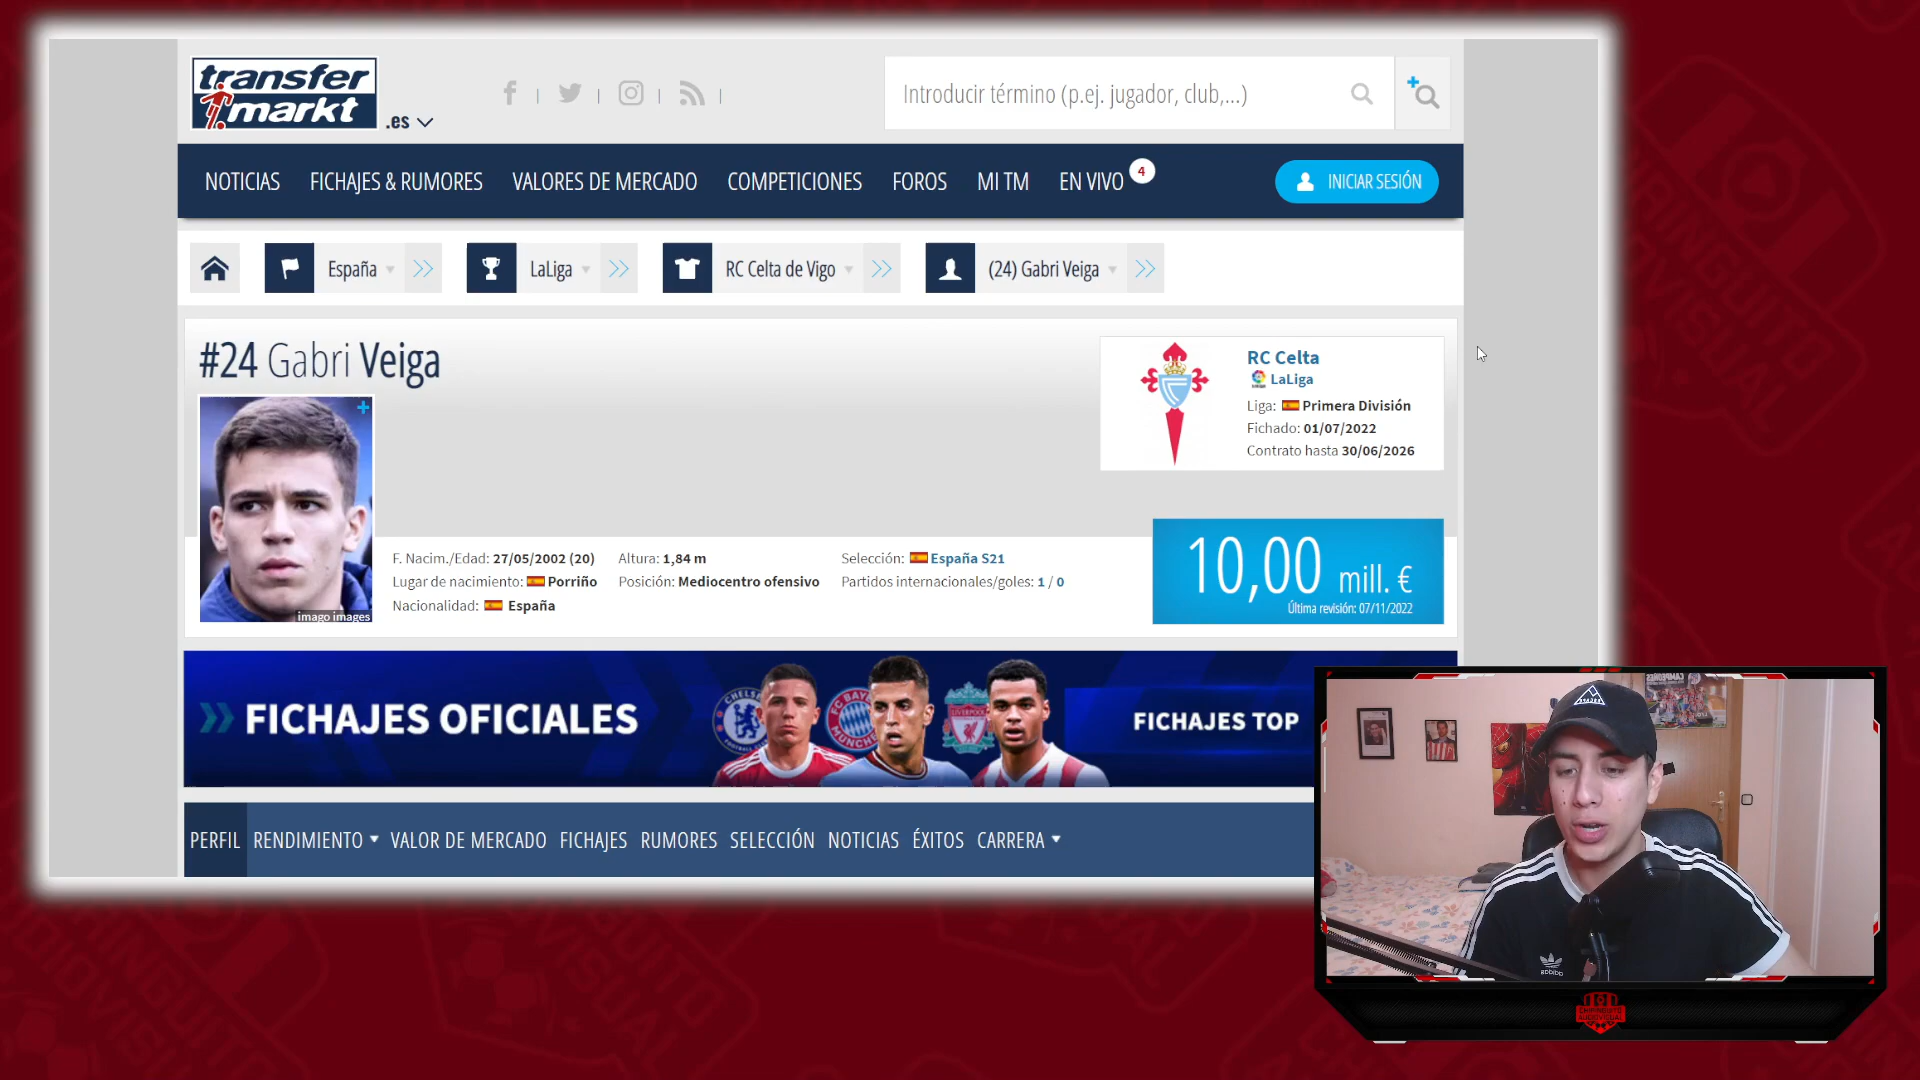 transfer
markt
.es
Introducir término (p.ej. jugador, club,...)
NOTICIAS
FICHAJES & RUMORES
VALORES DE MERCADO
COMPETICIONES
FOROS
MI TM
EN VIVO
4
INICIAR SESIÓN
España
LaLiga
RC Celta de Vigo
(24) Gabri Veiga
#24 Gabri Veiga
RC Celta
LaLiga
Liga: Primera División
Fichado: 01/07/2022
Contrato hasta 30/06/2026
imago images
F. Nacim./Edad: 27/05/2002 (20)
Lugar de nacimiento: Porriño
Nacionalidad: España
Altura: 1,84 m
Posición: Mediocentro ofensivo
Selección: España S21
Partidos internacionales/goles: 1 / 0
10,00 mill. €
Última revisión: 07/11/2022
FICHAJES OFICIALES
FICHAJES TOP
PERFIL
RENDIMIENTO
VALOR DE MERCADO
FICHAJES
RUMORES
SELECCIÓN
NOTICIAS
ÉXITOS
CARRERA
adidas
CHIRINGUITO
AUDIOVISUAL